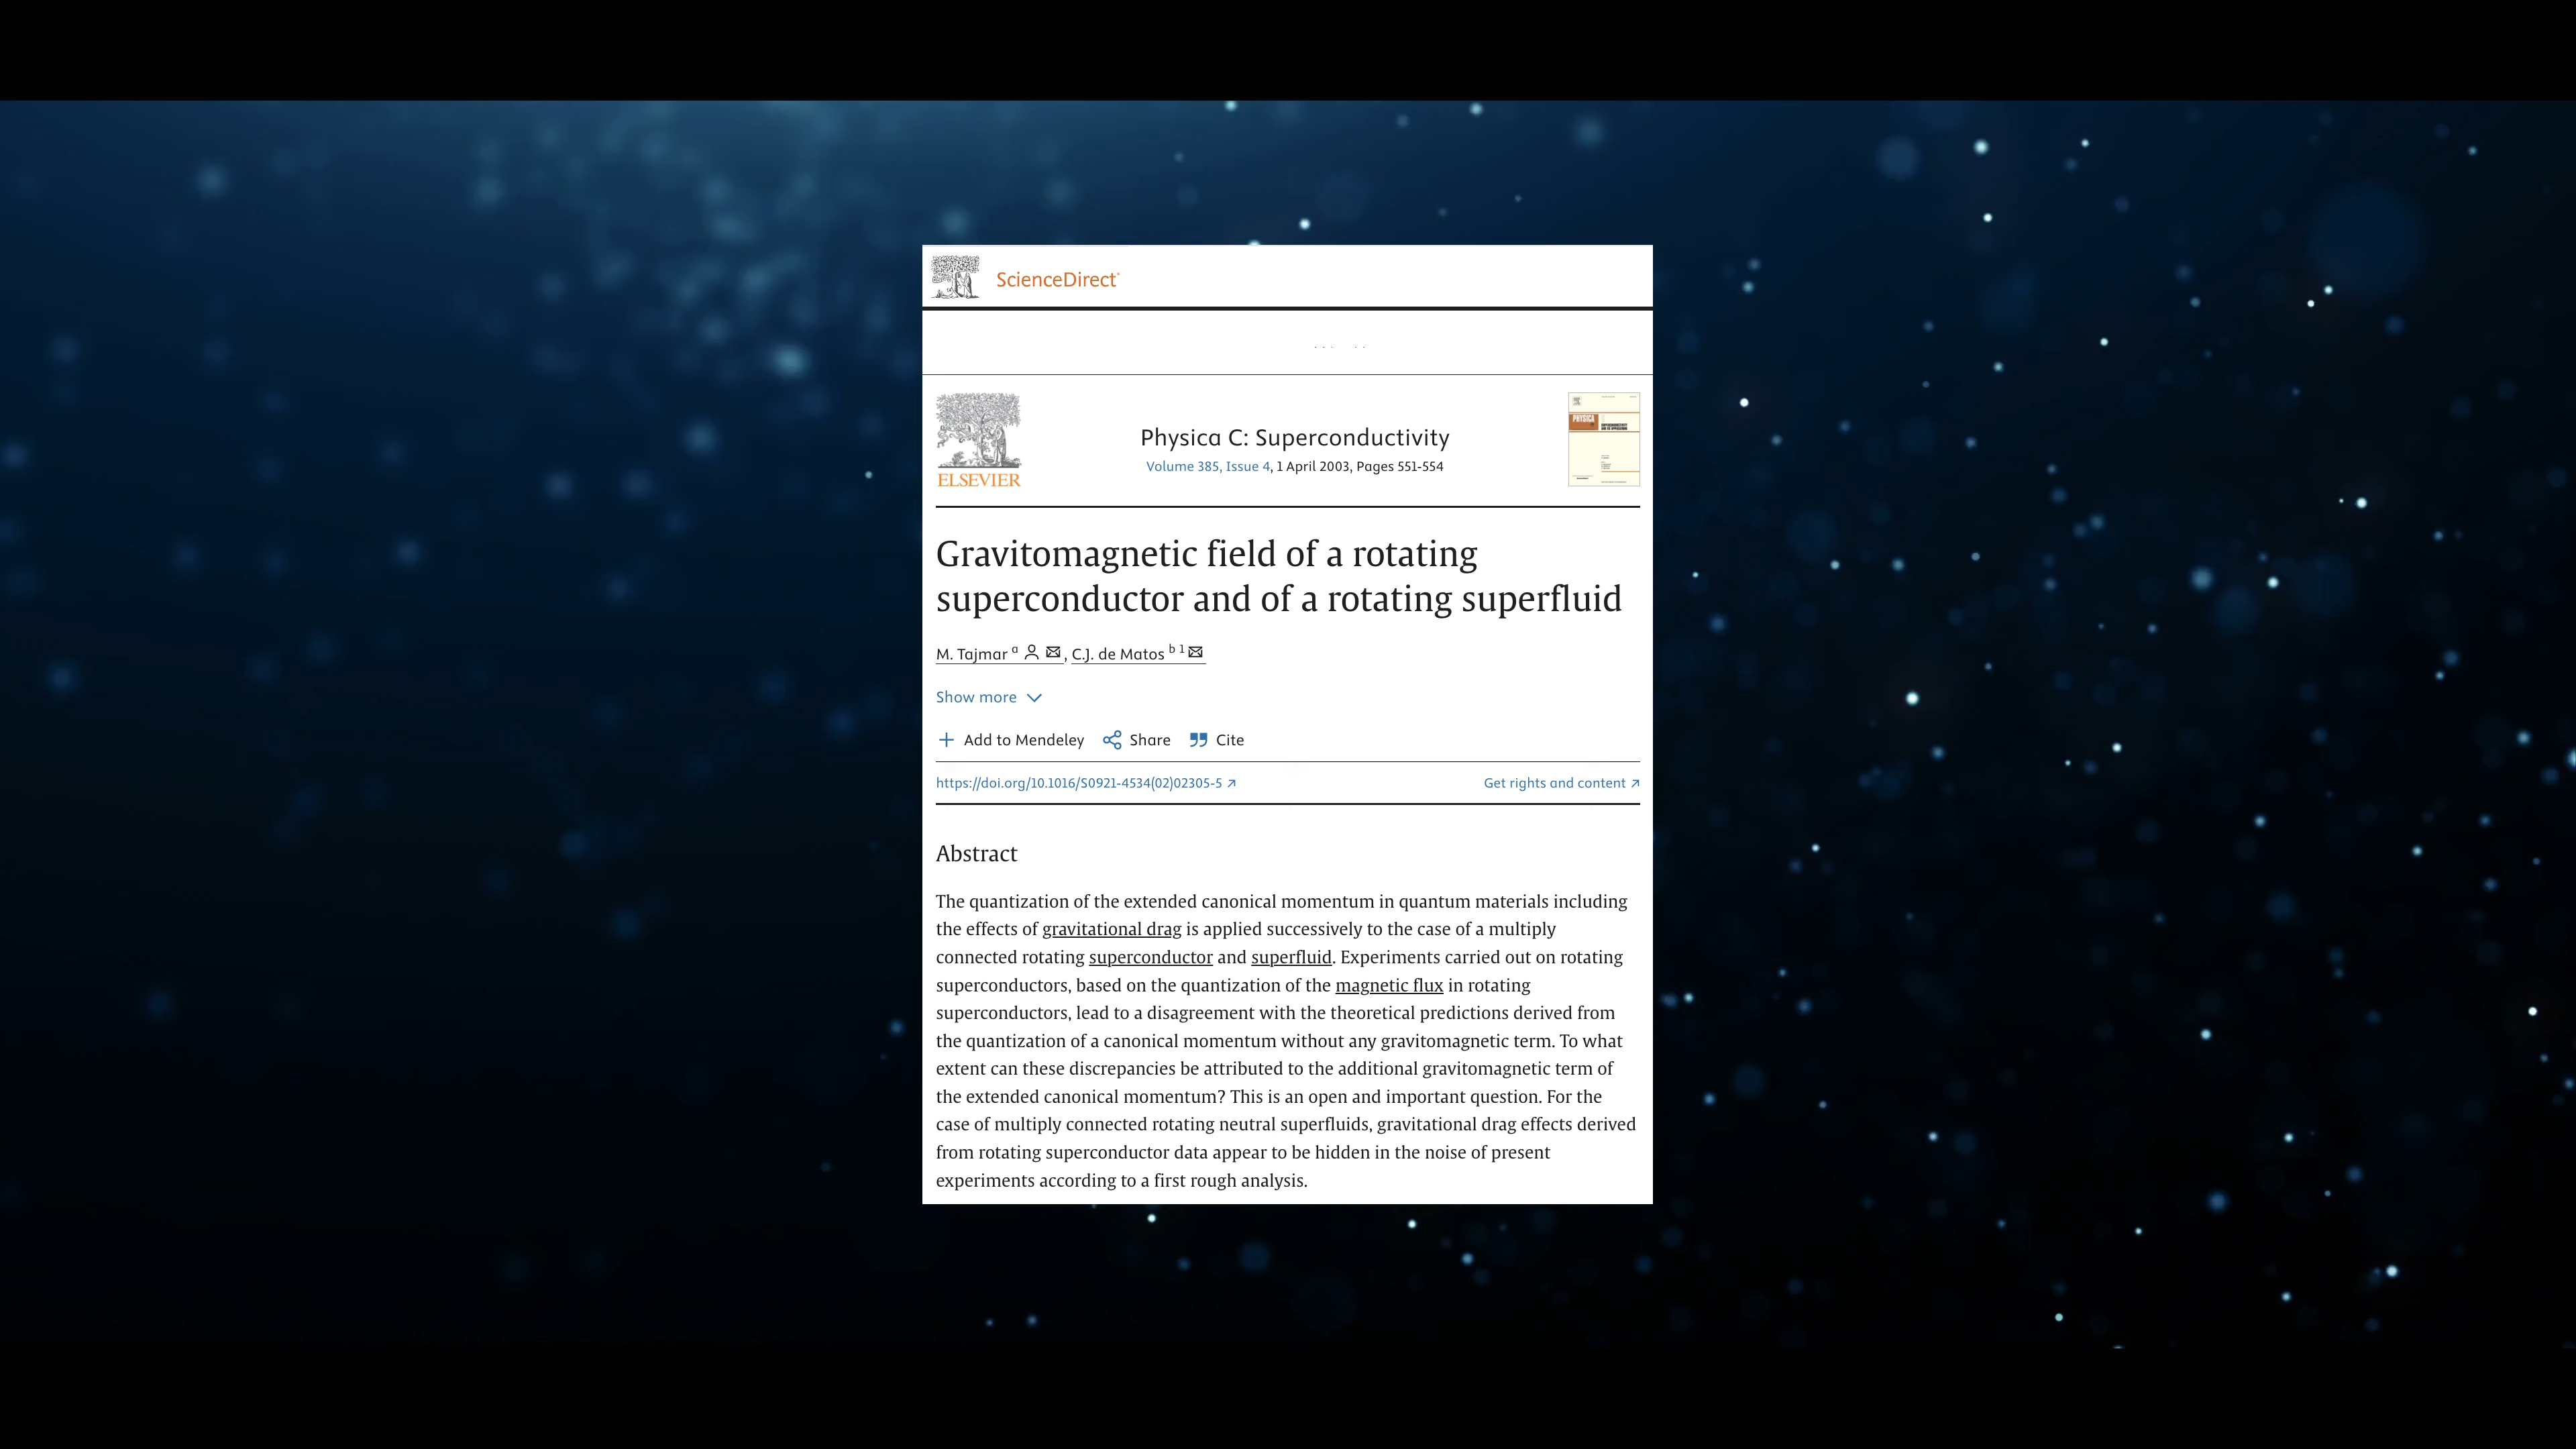 ScienceDirect
ELSEVIER
Physica C: Superconductivity
Volume 385, Issue 4, 1 April 2003, Pages 551-554
PHYSICA
Gravitomagnetic field of a rotating
superconductor and of a rotating superfluid
M. Tajmar a, C.J. de Matos b 1
Show more
Add to Mendeley Share Cite
https://doi.org/10.1016/S0921-4534(02)02305-5 Get rights and content
Abstract
The quantization of the extended canonical momentum in quantum materials including
the effects of gravitational drag is applied successively to the case of a multiply
connected rotating superconductor and superfluid. Experiments carried out on rotating
superconductors, based on the quantization of the magnetic flux in rotating
superconductors, lead to a disagreement with the theoretical predictions derived from
the quantization of a canonical momentum without any gravitomagnetic term. To what
extent can these discrepancies be attributed to the additional gravitomagnetic term of
the extended canonical momentum? This is an open and important question. For the
case of multiply connected rotating neutral superfluids, gravitational drag effects derived
from rotating superconductor data appear to be hidden in the noise of present
experiments according to a first rough analysis.